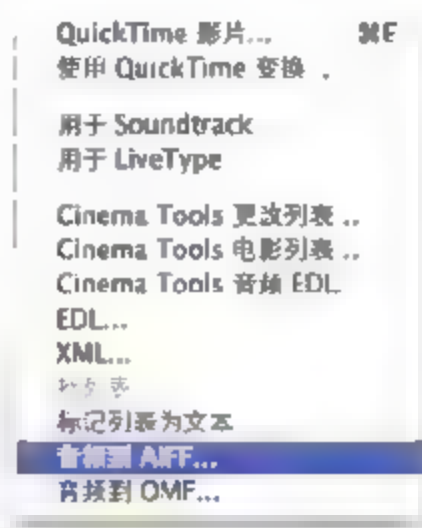 QuickTime 影片... ⌘E
使用 QuickTime 变换...
用于 Soundtrack
用于 LiveType
Cinema Tools 更改列表...
Cinema Tools 电影列表...
Cinema Tools 音频 EDL
EDL...
XML...
标记列表为文本
音频到 AIFF...
音频到 OMF...